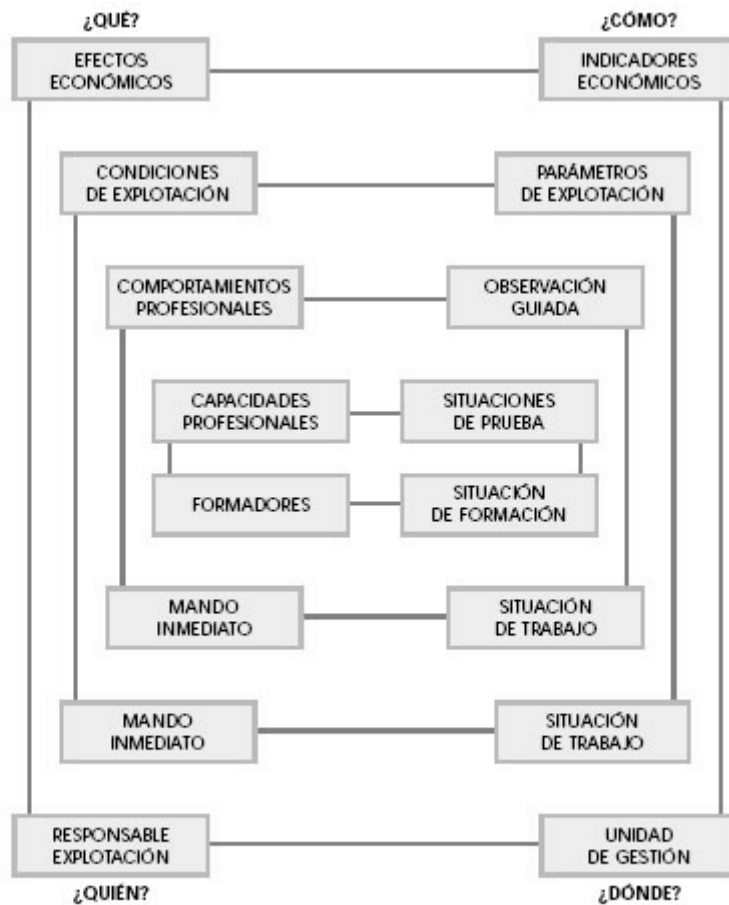 ¿QUÉ?
¿CÓMO?
EFECTOS
ECONÓMICOS
INDICADORES
ECONÓMICOS
CONDICIONES
DE EXPLOTACIÓN
PARÁMETROS
DE EXPLOTACIÓN
COMPORTAMIENTOS
PROFESIONALES
OBSERVACIÓN
GUIADA
CAPACIDADES
PROFESIONALES
SITUACIONES
DE PRUEBA
FORMADORES
SITUACIÓN
DE FORMACIÓN
MANDO
INMEDIATO
SITUACIÓN
DE TRABAJO
MANDO
INMEDIATO
SITUACIÓN
DE TRABAJO
RESPONSABLE
EXPLOTACIÓN
UNIDAD
DE GESTIÓN
¿QUIÉN?
¿DÓNDE?